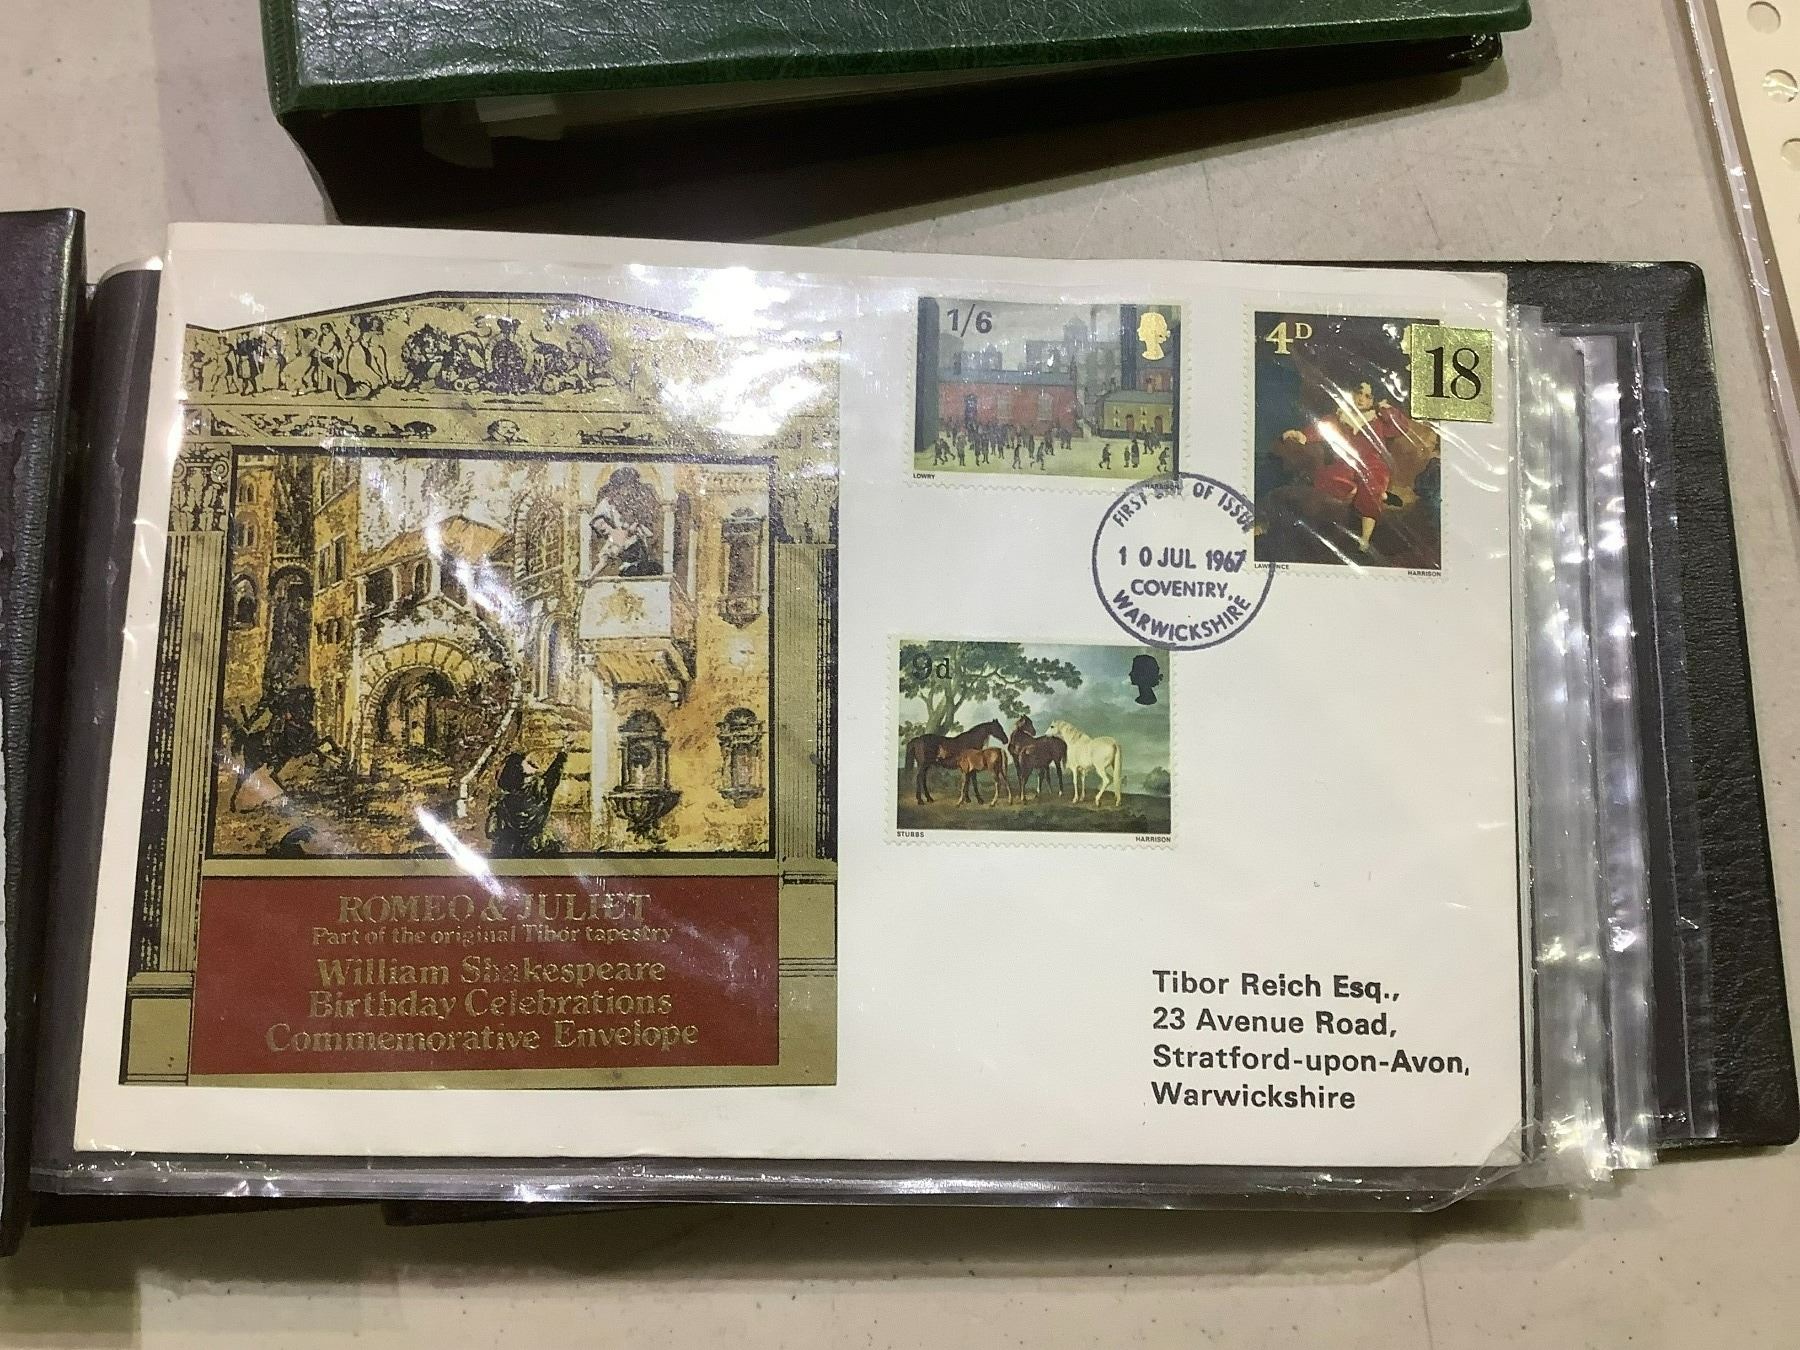 1/6
LOWRY
HARRISON
4D
18
LAWRENCE
HARRISON
FIRST DAY OF ISSUE
10 JUL 1967
COVENTRY,
WARWICKSHIRE
9d
STUBBS
HARRISON
ROMEO & JULIET
Part of the original Tibor tapestry
William Shakespeare
Birthday Celebrations
Commemorative Envelope
Tibor Reich Esq.,
23 Avenue Road,
Stratford-upon-Avon,
Warwickshire